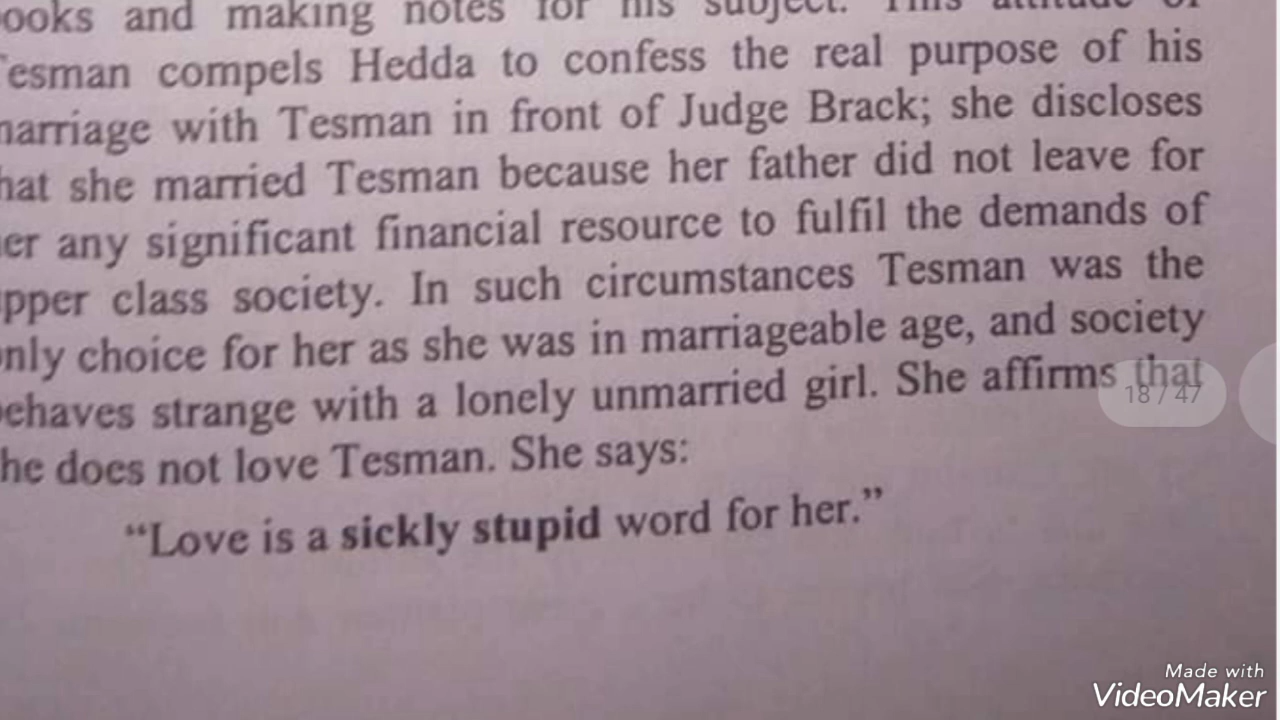 ooks and making notes for his subject. This attitude of
Tesman compels Hedda to confess the real purpose of his
narriage with Tesman in front of Judge Brack; she discloses
hat she married Tesman because her father did not leave for
er any significant financial resource to fulfil the demands of
pper class society. In such circumstances Tesman was the
nly choice for her as she was in marriageable age, and society
ehaves strange with a lonely unmarried girl. She affirms that
he does not love Tesman. She says:
“Love is a sickly stupid word for her.”
18 / 47
Made with
VideoMaker